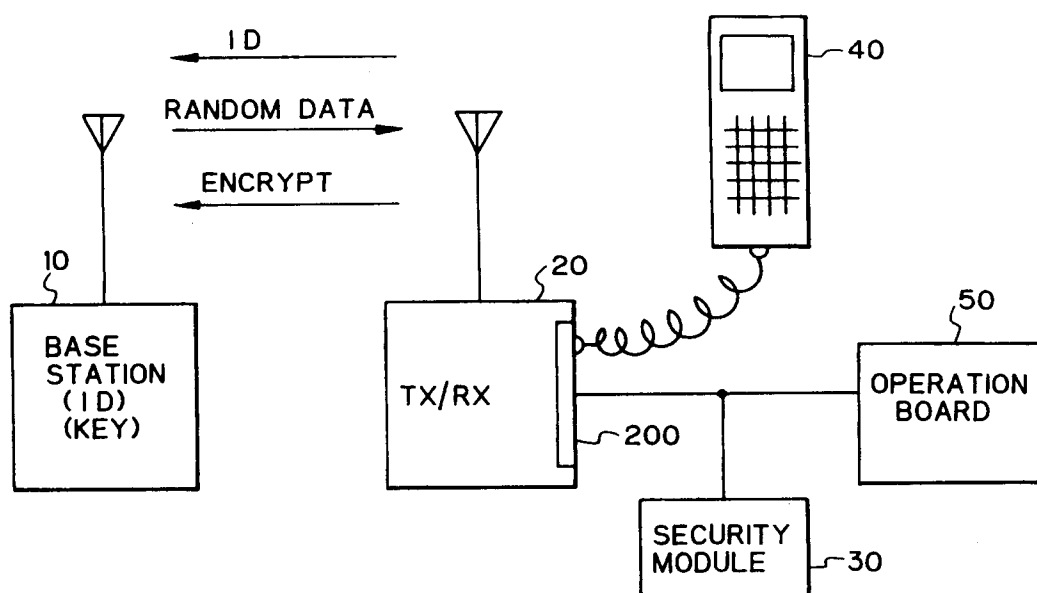 ID
40
RANDOM DATA
ENCRYPT
10
20
50
BASE
STATION
(ID)
(KEY)
TX/RX
200
OPERATION
BOARD
SECURITY
MODULE
30